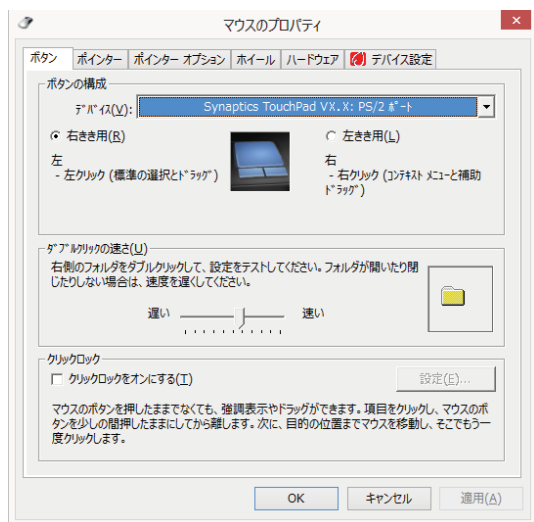 マウスのプロパティ
ボタン ポインター ポインター オプション ホイール ハードウェア デバイス設定
ボタンの構成
ﾃﾞﾊﾞｲｽ(V): Synaptics TouchPad VX.X: PS/2 ﾎﾟｰﾄ
右きき用(R) 左きき用(L)
左 右
- 左クリック (標準の選択とﾄﾞﾗｯｸﾞ) - 右クリック (ｺﾝﾃｷｽﾄ ﾒﾆｭｰと補助
ﾄﾞﾗｯｸﾞ)
ﾀﾞﾌﾞﾙｸﾘｯｸの速さ(U)
右側のフォルダをダブルクリックして、設定をテストしてください。フォルダが開いたり閉
じたりしない場合は、速度を遅くしてください。
遅い 速い
クリックロック
クリックロックをオンにする(T) 設定(E)...
マウスのボタンを押したままでなくても、強調表示やドラッグができます。項目をクリックし、マウスのボ
タンを少しの間押したままにしてから離します。次に、目的の位置までマウスを移動し、そこでもう一
度クリックします。
OK キャンセル 適用(A)